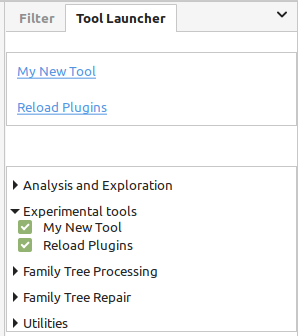 Filter Tool Launcher
My New Tool
Reload Plugins
Analysis and Exploration
Experimental tools
My New Tool
Reload Plugins
Family Tree Processing
Family Tree Repair
Utilities